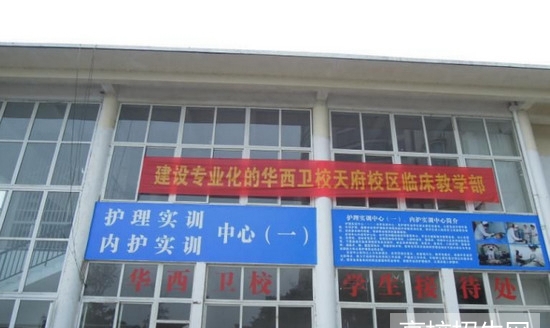 建设专业化的华西卫校天府校区临床教学部
护理实训
内护实训
中心（一）
护理实训中心（一）、内护实训中心简介
华西卫校 学生接待处